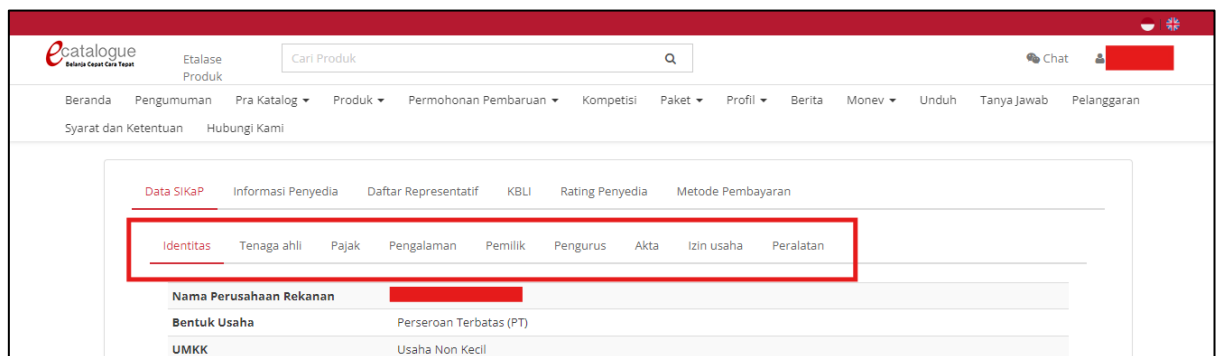 ecatalogue
Belanja Cepat Cara Tepat
Etalase
Produk
Cari Produk
Chat
Beranda Pengumuman Pra Katalog Produk Permohonan Pembaruan Kompetisi Paket Profil Berita Monev Unduh Tanya Jawab Pelanggaran
Syarat dan Ketentuan Hubungi Kami
Data SIKaP Informasi Penyedia Daftar Representatif KBLI Rating Penyedia Metode Pembayaran
Identitas Tenaga ahli Pajak Pengalaman Pemilik Pengurus Akta Izin usaha Peralatan
Nama Perusahaan Rekanan
Bentuk Usaha Perseroan Terbatas (PT)
UMKK Usaha Non Kecil